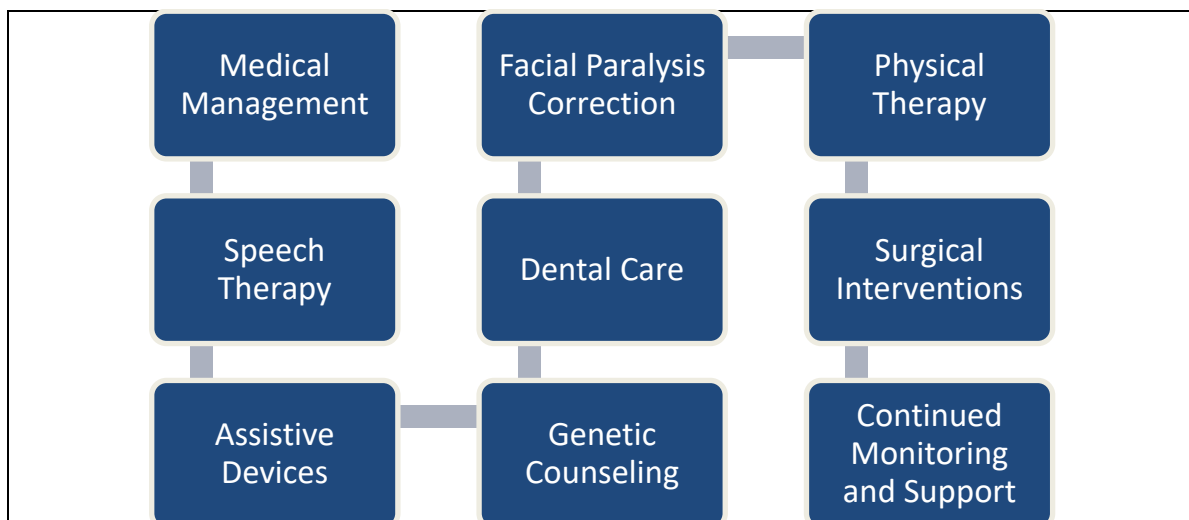 Medical
Management
Speech
Therapy
Assistive
Devices
Genetic
Counseling
Dental Care
Facial Paralysis
Correction
Physical
Therapy
Surgical
Interventions
Continued
Monitoring
and Support